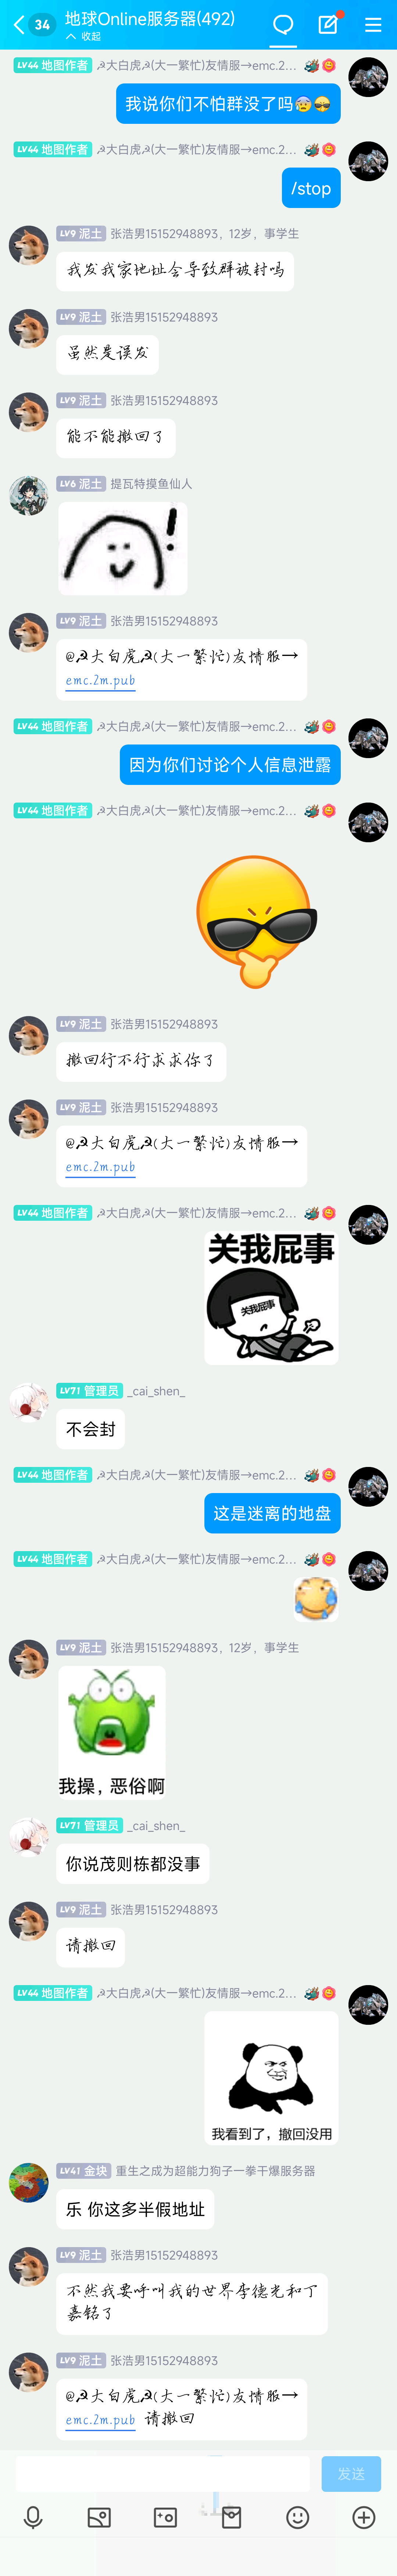 34
地球Online服务器(492)
收起
LV44 地图作者 ☭大白虎☭(大一繁忙)友情服→emc.2...
我说你们不怕群没了吗😰😎
LV44 地图作者 ☭大白虎☭(大一繁忙)友情服→emc.2...
/stop
LV9 泥土 张浩男15152948893，12岁，事学生
我发我家地址会导致群被封吗
LV9 泥土 张浩男15152948893
虽然是误发
LV9 泥土 张浩男15152948893
能不能撤回了
LV6 泥土 提瓦特摸鱼仙人
!
LV9 泥土 张浩男15152948893
@☭大白虎☭(大一繁忙)友情服→
emc.2m.pub
LV44 地图作者 ☭大白虎☭(大一繁忙)友情服→emc.2...
因为你们讨论个人信息泄露
LV44 地图作者 ☭大白虎☭(大一繁忙)友情服→emc.2...
LV9 泥土 张浩男15152948893
撤回行不行求求你了
LV9 泥土 张浩男15152948893
@☭大白虎☭(大一繁忙)友情服→
emc.2m.pub
LV44 地图作者 ☭大白虎☭(大一繁忙)友情服→emc.2...
关我屁事
关我屁事
LV71 管理员 _cai_shen_
不会封
LV44 地图作者 ☭大白虎☭(大一繁忙)友情服→emc.2...
这是迷离的地盘
LV44 地图作者 ☭大白虎☭(大一繁忙)友情服→emc.2...
LV9 泥土 张浩男15152948893，12岁，事学生
我操，恶俗啊
LV71 管理员 _cai_shen_
你说茂则栋都没事
LV9 泥土 张浩男15152948893
请撤回
LV44 地图作者 ☭大白虎☭(大一繁忙)友情服→emc.2...
我看到了，撤回没用
LV41 金块 重生之成为超能力狗子一拳干爆服务器
乐 你这多半假地址
LV9 泥土 张浩男15152948893
不然我要呼叫我的世界李德光和丁
嘉铭了
LV9 泥土 张浩男15152948893
@☭大白虎☭(大一繁忙)友情服→
emc.2m.pub 请撤回
发送